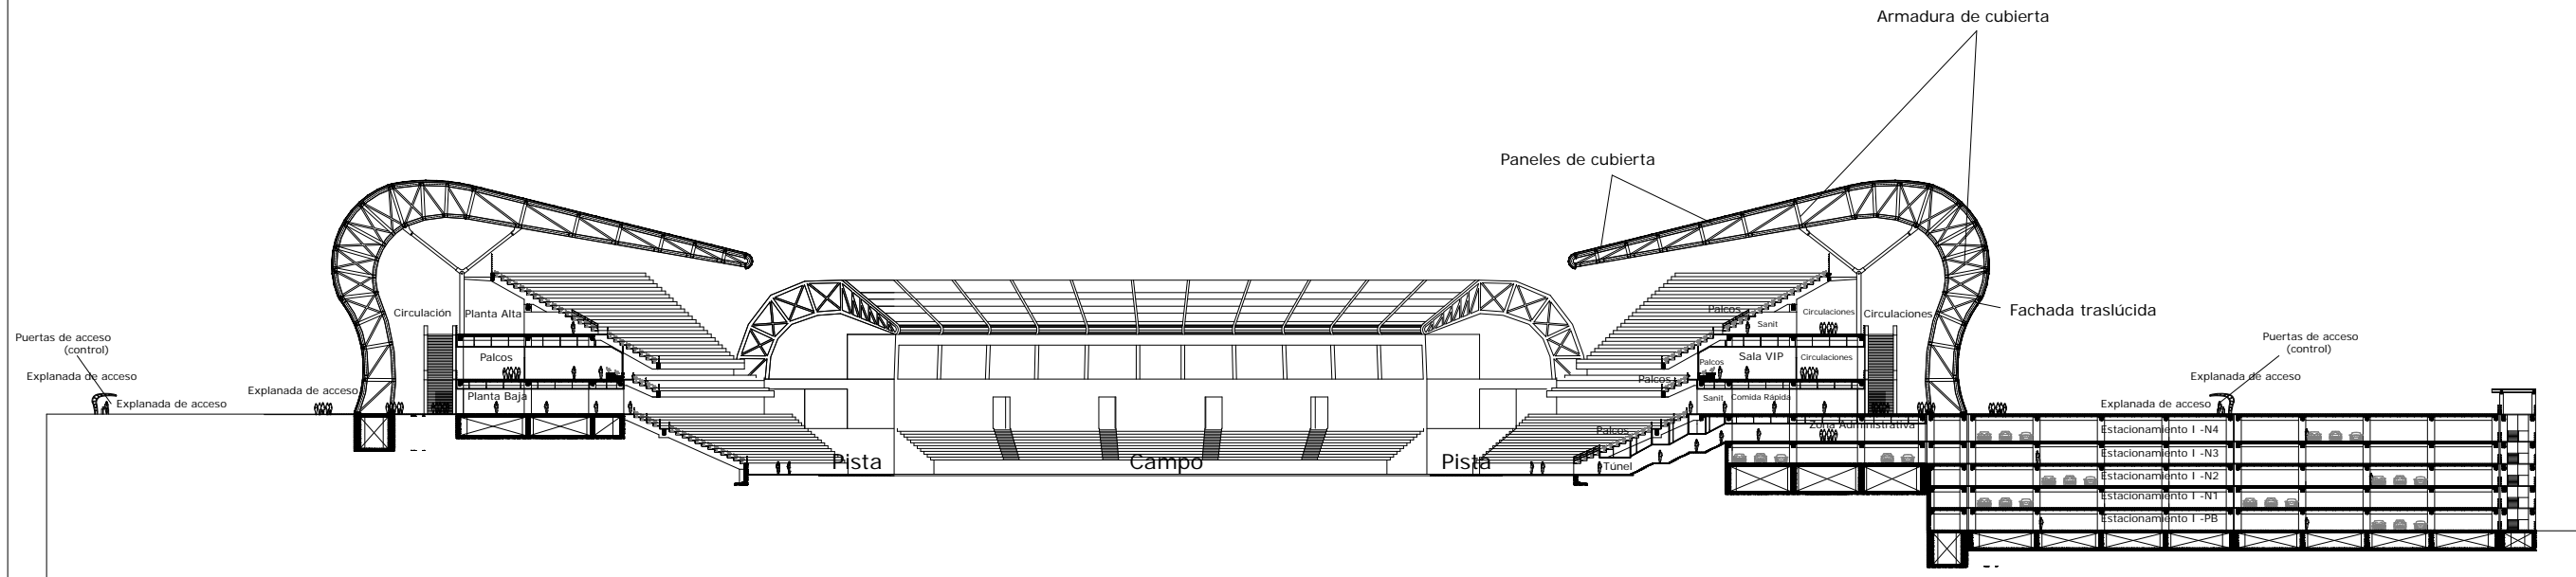 Armadura de cubierta
Paneles de cubierta
Fachada traslúcida
Circulación
Planta Alta
Palcos
Planta Baja
Puertas de acceso
(control)
Explanada de acceso
Explanada de acceso
Explanada de acceso
Pista
Campo
Pista
Palcos
Sanit
Circulaciones
Circulaciones
Palcos
Sala VIP
Circulaciones
Palcos
Sanit
Comida Rápida
Palcos
Zona Administrativa
Túnel
Puertas de acceso
(control)
Explanada de acceso
Explanada de acceso
Estacionamiento I -N4
Estacionamiento I -N3
Estacionamiento I -N2
Estacionamiento I -N1
Estacionamiento I -PB